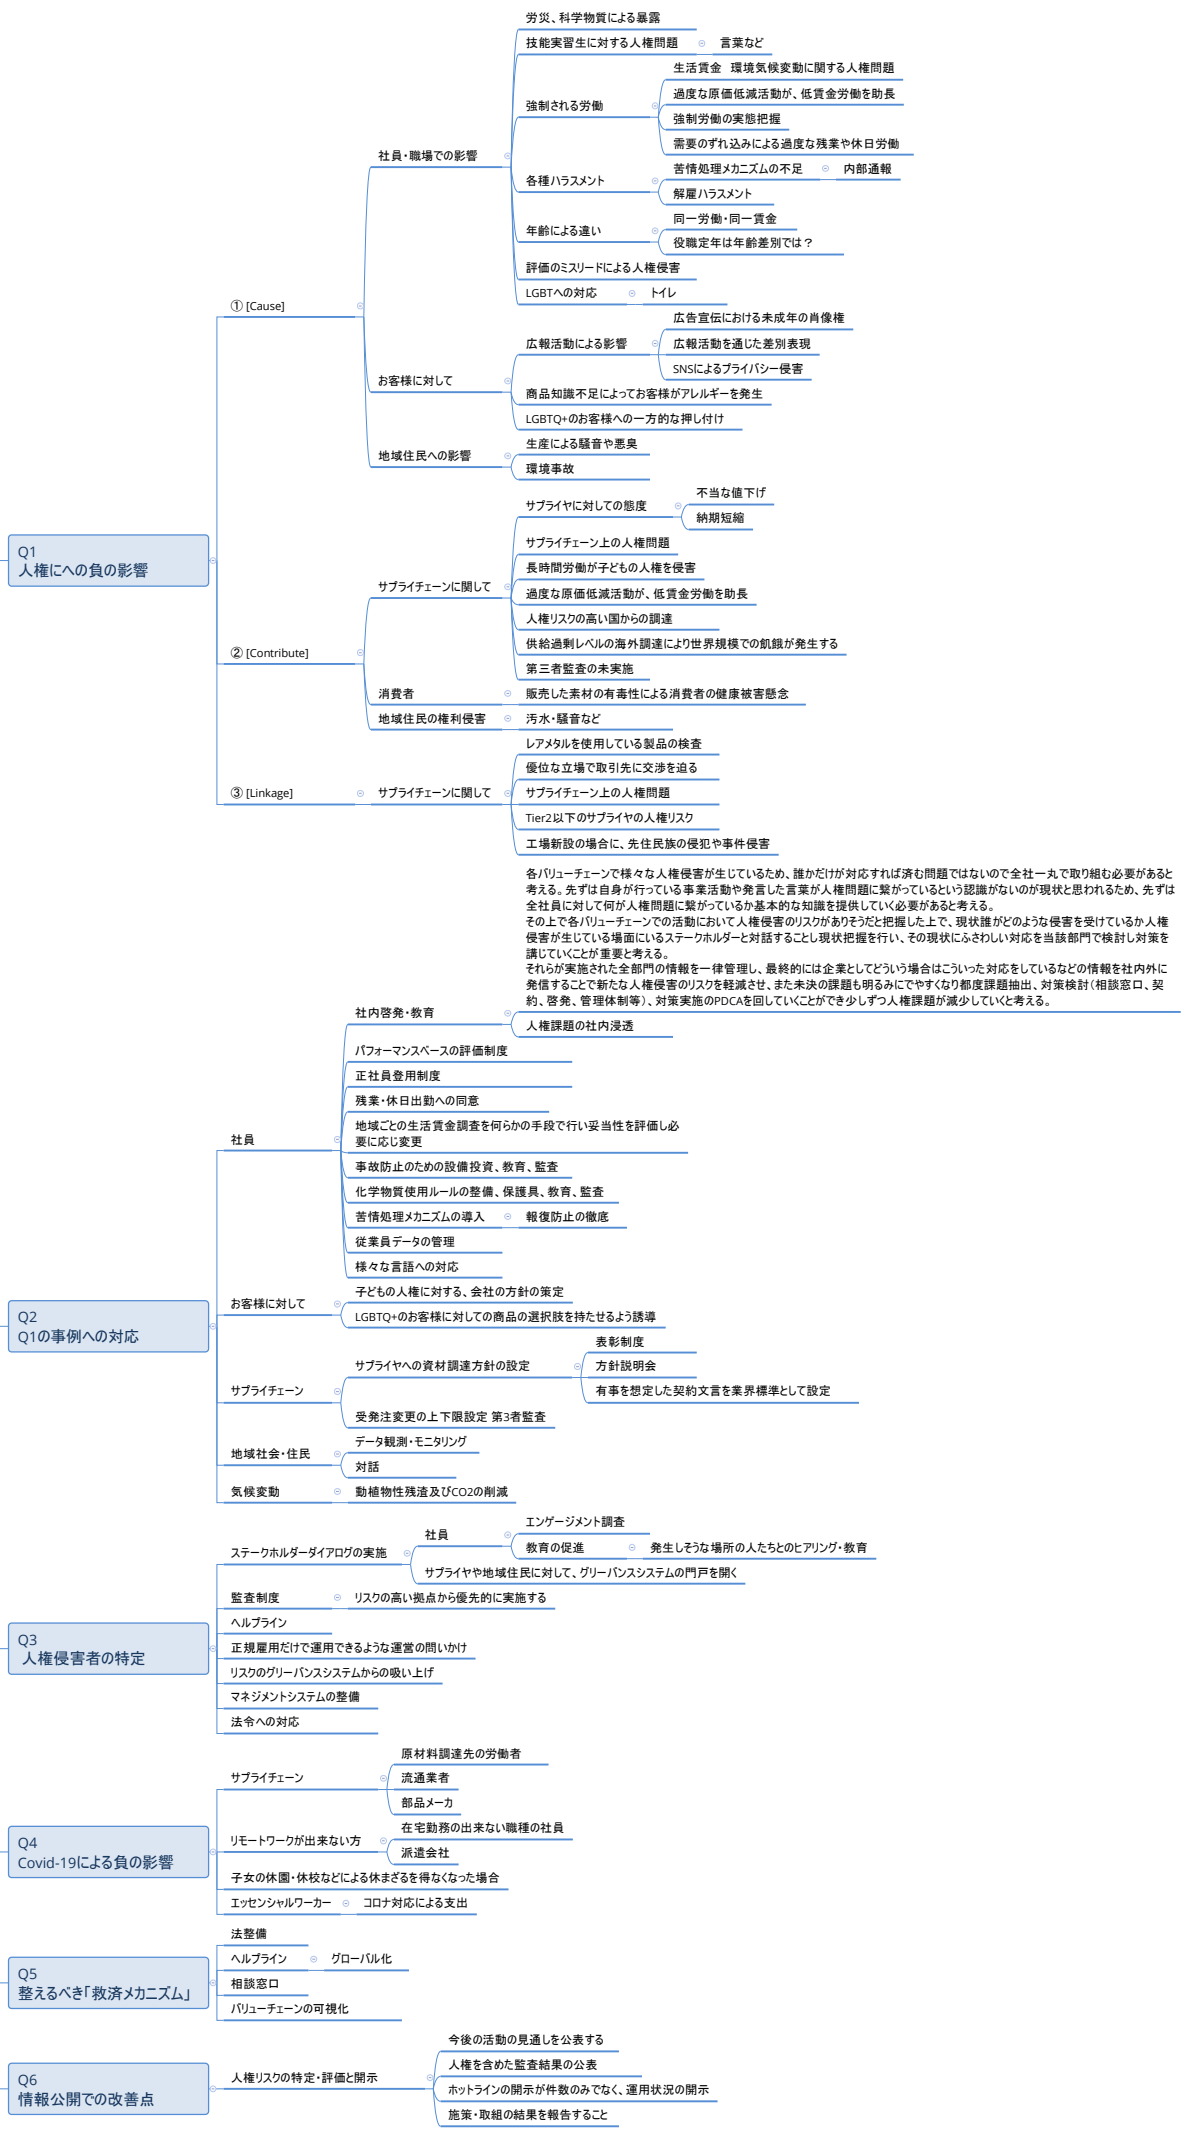 Q1
人権にへの負の影響
① [Cause]
社員・職場での影響
労災、科学物質による暴露
技能実習生に対する人権問題
言葉など
強制される労働
生活賃金 環境気候変動に関する人権問題
過度な原価低減活動が、低賃金労働を助長
強制労働の実態把握
需要のずれ込みによる過度な残業や休日労働
各種ハラスメント
苦情処理メカニズムの不足
内部通報
解雇ハラスメント
年齢による違い
同一労働・同一賃金
役職定年は年齢差別では？
評価のミスリードによる人権侵害
LGBTへの対応
トイレ
お客様に対して
広報活動による影響
広告宣伝における未成年の肖像権
広報活動を通じた差別表現
SNSによるプライバシー侵害
商品知識不足によってお客様がアレルギーを発生
LGBTQ+のお客様への一方的な押し付け
地域住民への影響
生産による騒音や悪臭
環境事故
② [Contribute]
サプライチェーンに関して
サプライヤに対しての態度
不当な値下げ
納期短縮
サプライチェーン上の人権問題
長時間労働が子どもの人権を侵害
過度な原価低減活動が、低賃金労働を助長
人権リスクの高い国からの調達
供給過剰レベルの海外調達により世界規模での飢餓が発生する
第三者監査の未実施
消費者
販売した素材の有毒性による消費者の健康被害懸念
地域住民の権利侵害
汚水・騒音など
③ [Linkage]
サプライチェーンに関して
レアメタルを使用している製品の検査
優位な立場で取引先に交渉を迫る
サプライチェーン上の人権問題
Tier2以下のサプライヤの人権リスク
工場新設の場合に、先住民族の侵犯や事件侵害
Q2
Q1の事例への対応
社員
社内啓発・教育
各バリューチェーンで様々な人権侵害が生じているため、誰かだけが対応すれば済む問題ではないので全社一丸で取り組む必要があると
考える。先ずは自身が行っている事業活動や発言した言葉が人権問題に繋がっているという認識がないのが現状と思われるため、先ずは
全社員に対して何が人権問題に繋がっているか基本的な知識を提供していく必要があると考える。
その上で各バリューチェーンでの活動において人権侵害のリスクがありそうだと把握した上で、現状誰がどのような侵害を受けているか人権
侵害が生じている場面にいるステークホルダーと対話することし現状把握を行い、その現状にふさわしい対応を当該部門で検討し対策を
講じていくことが重要と考える。
それらが実施された全部門の情報を一律管理し、最終的には企業としてどういう場合はこういった対応をしているなどの情報を社内外に
発信することで新たな人権侵害のリスクを軽減させ、また未決の課題も明るみにでやすくなり都度課題抽出、対策検討（相談窓口、契
約、啓発、管理体制等）、対策実施のPDCAを回していくことができ少しずつ人権課題が減少していくと考える。
人権課題の社内浸透
パフォーマンスベースの評価制度
正社員登用制度
残業・休日出勤への同意
地域ごとの生活賃金調査を何らかの手段で行い妥当性を評価し必
要に応じ変更
事故防止のための設備投資、教育、監査
化学物質使用ルールの整備、保護具、教育、監査
苦情処理メカニズムの導入
報復防止の徹底
従業員データの管理
様々な言語への対応
お客様に対して
子どもの人権に対する、会社の方針の策定
LGBTQ+のお客様に対しての商品の選択肢を持たせるよう誘導
サプライチェーン
サプライヤへの資材調達方針の設定
表彰制度
方針説明会
有事を想定した契約文言を業界標準として設定
受発注変更の上下限設定 第3者監査
地域社会・住民
データ観測・モニタリング
対話
気候変動
動植物性残渣及びCO2の削減
Q3
人権侵害者の特定
ステークホルダーダイアログの実施
社員
エンゲージメント調査
教育の促進
発生しそうな場所の人たちとのヒアリング・教育
サプライヤや地域住民に対して、グリーバンスシステムの門戸を開く
監査制度
リスクの高い拠点から優先的に実施する
ヘルプライン
正規雇用だけで運用できるような運営の問いかけ
リスクのグリーバンスシステムからの吸い上げ
マネジメントシステムの整備
法令への対応
Q4
Covid-19による負の影響
サプライチェーン
原材料調達先の労働者
流通業者
部品メーカ
リモートワークが出来ない方
在宅勤務の出来ない職種の社員
派遣会社
子女の休園・休校などによる休まざるを得なくなった場合
エッセンシャルワーカー
コロナ対応による支出
Q5
整えるべき「救済メカニズム」
法整備
ヘルプライン
グローバル化
相談窓口
バリューチェーンの可視化
Q6
情報公開での改善点
人権リスクの特定・評価と開示
今後の活動の見通しを公表する
人権を含めた監査結果の公表
ホットラインの開示が件数のみでなく、運用状況の開示
施策・取組の結果を報告すること